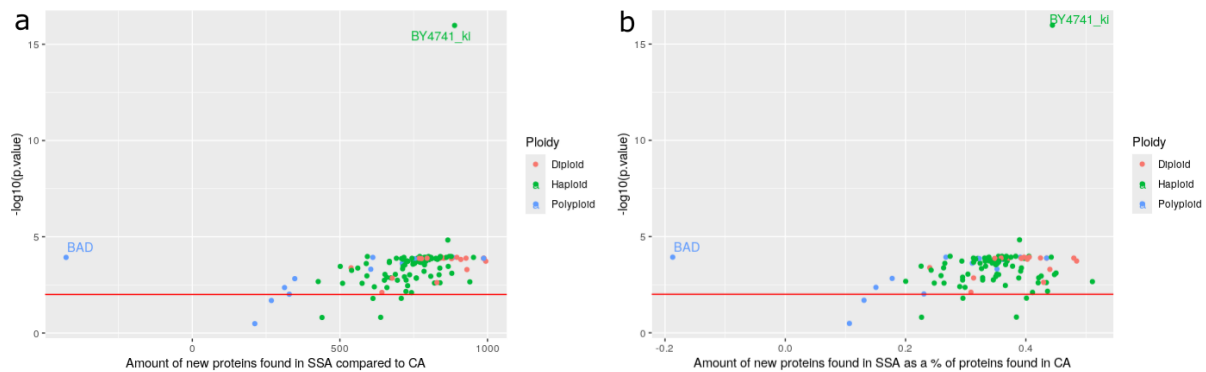 a
BY4741_ki
15
10
5
0
BAD
-log10(p.value)
0
500
1000
Amount of new proteins found in SSA compared to CA
Ploidy
Diploid
Haploid
Polyploid
b
BY4741_ki
15
10
5
0
BAD
-log10(p.value)
-0.2
0.0
0.2
0.4
Amount of new proteins found in SSA as a % of proteins found in CA
Ploidy
Diploid
Haploid
Polyploid